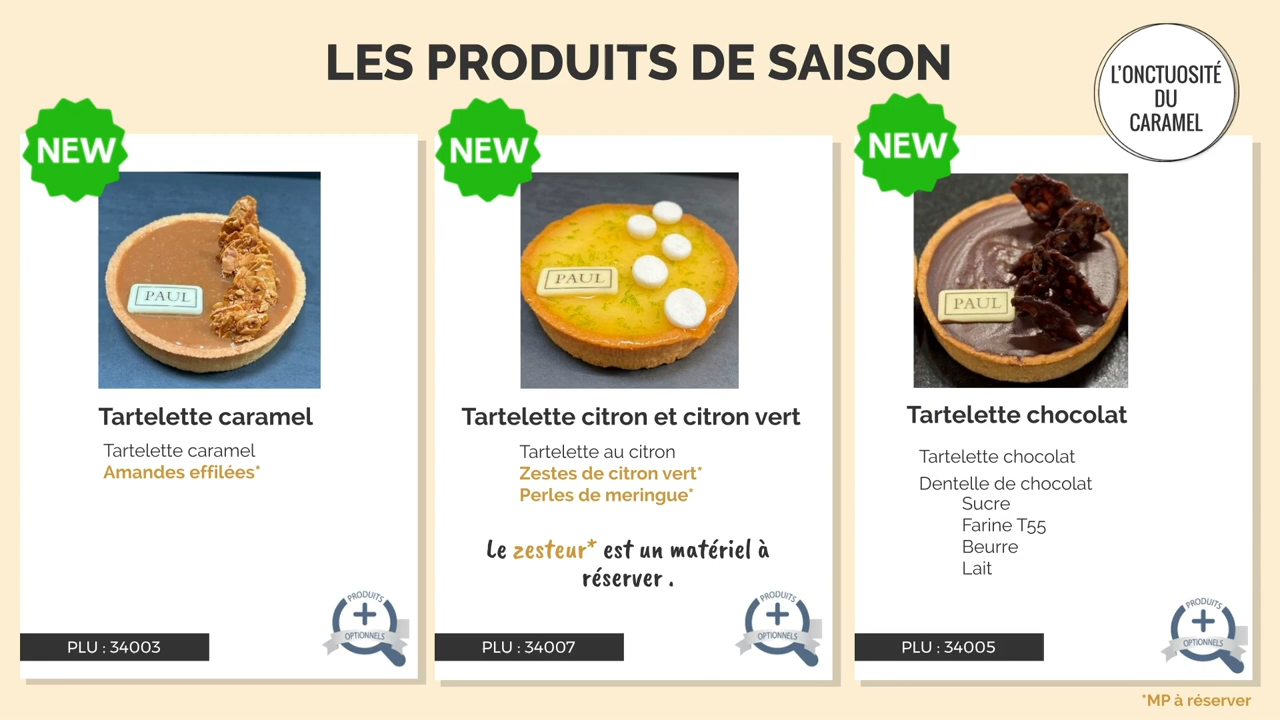 LES PRODUITS DE SAISON
L'ONCTUOSITÉ
DU
CARAMEL
NEW
PAUL
Tartelette caramel
Tartelette caramel
Amandes effilées*
PRODUITS
OPTIONNELS
PLU : 34003
NEW
PAUL
Tartelette citron et citron vert
Tartelette au citron
Zestes de citron vert*
Perles de meringue*
Le zesteur* est un matériel à
réserver .
PRODUITS
OPTIONNELS
PLU : 34007
NEW
PAUL
Tartelette chocolat
Tartelette chocolat
Dentelle de chocolat
Sucre
Farine T55
Beurre
Lait
PRODUITS
OPTIONNELS
PLU : 34005
*MP à réserver